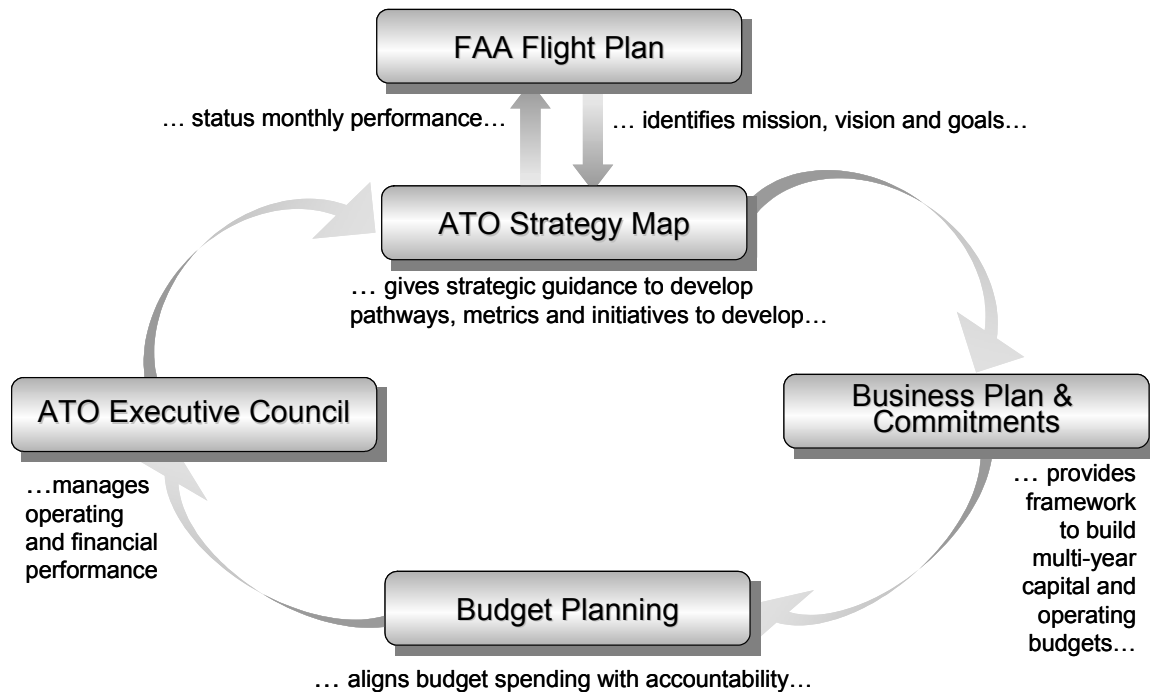 FAA Flight Plan
… status monthly performance…
… identifies mission, vision and goals…
ATO Strategy Map
… gives strategic guidance to develop
pathways, metrics and initiatives to develop…
ATO Executive Council
Business Plan &
Commitments
…manages
operating
and financial
performance
… provides
framework
to build
multi-year
capital and
operating
budgets…
Budget Planning
… aligns budget spending with accountability…